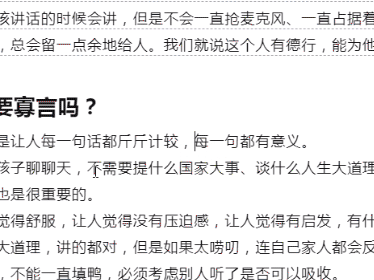 孩讲话的时候会讲，但是不会一直抢麦克风、一直占据着
，总会留一点余地给人。我们就说这个人有德行，能为他
要寡言吗？
是让人每一句话都斤斤计较，每一句都有意义。
孩子聊聊天，不需要提什么国家大事、谈什么人生大道理
也是很重要的。
觉得舒服，让人觉得没有压迫感，让人觉得有启发，有什
大道理，讲的都对，但是如果太唠叨，连自己家人都会反
，不能一直填鸭，必须考虑别人听了是否可以吸收。